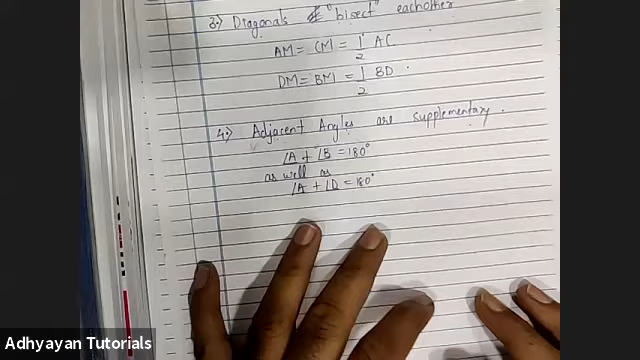 3.) Diagonals "bisect" eachother
AM = CM = 1/2 AC
DM = BM = 1/2 BD.
4.) Adjacent Angles are supplementary.
∠A + ∠B = 180°
as well as
∠A + ∠D = 180°
Adhyayan Tutorials